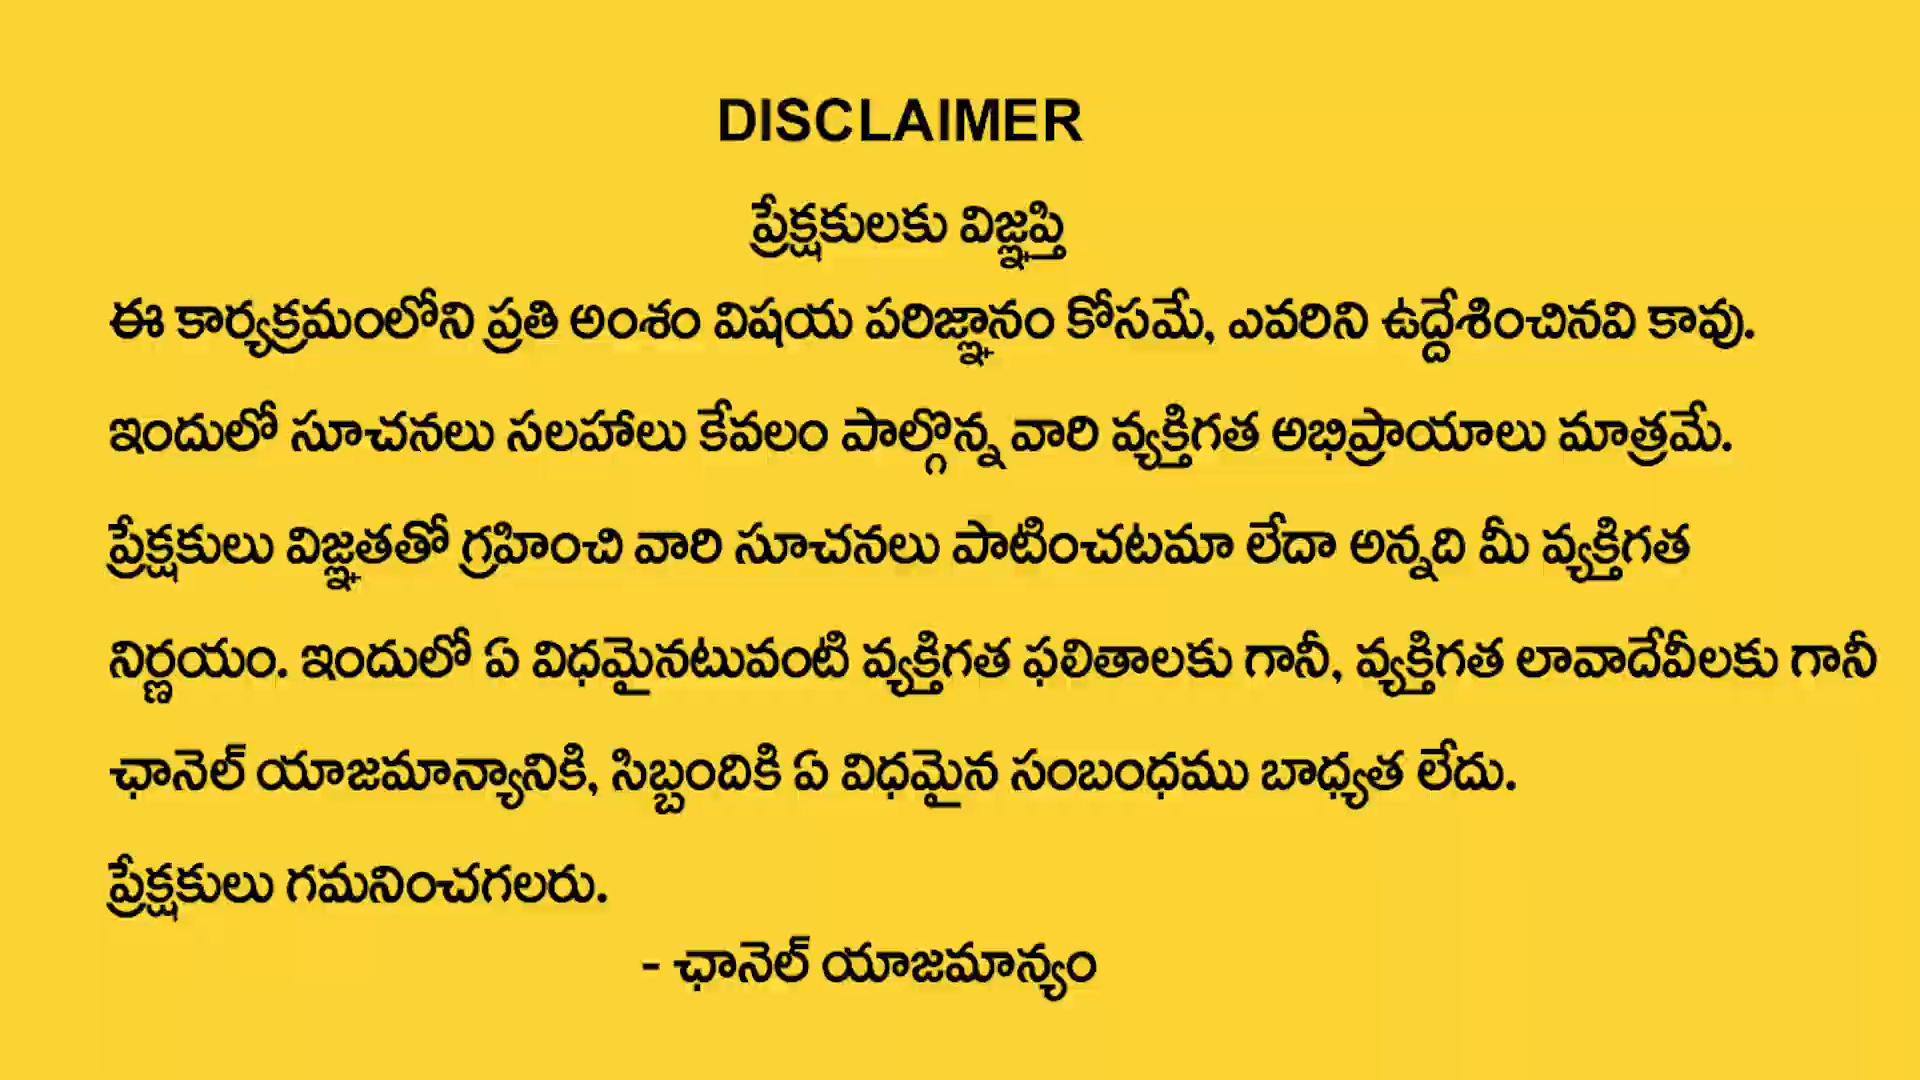 DISCLAIMER
ప్రేక్షకులకు విజ్ఞప్తి
ఈ కార్యక్రమంలోని ప్రతి అంశం విషయ పరిజ్ఞానం కోసమే, ఎవరిని ఉద్దేశించినవి కావు.
ఇందులో సూచనలు సలహాలు కేవలం పాల్గొన్న వారి వ్యక్తిగత అభిప్రాయాలు మాత్రమే.
ప్రేక్షకులు విజ్ఞతతో గ్రహించి వారి సూచనలు పాటించటమా లేదా అన్నది మీ వ్యక్తిగత
నిర్ణయం. ఇందులో ఏ విధమైనటువంటి వ్యక్తిగత ఫలితాలకు గానీ, వ్యక్తిగత లావాదేవీలకు గానీ
ఛానెల్ యాజమాన్యానికి, సిబ్బందికి ఏ విధమైన సంబంధము బాధ్యత లేదు.
ప్రేక్షకులు గమనించగలరు.
- ఛానెల్ యాజమాన్యం